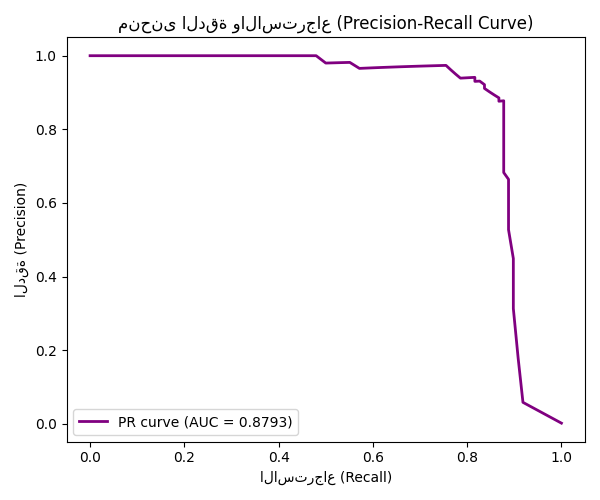 منحنى الدقة والاسترجاع (Precision-Recall Curve)
الدقة (Precision)
1.0
0.8
0.6
0.4
0.2
0.0
PR curve (AUC = 0.8793)
0.0 0.2 0.4 0.6 0.8 1.0
الاسترجاع (Recall)